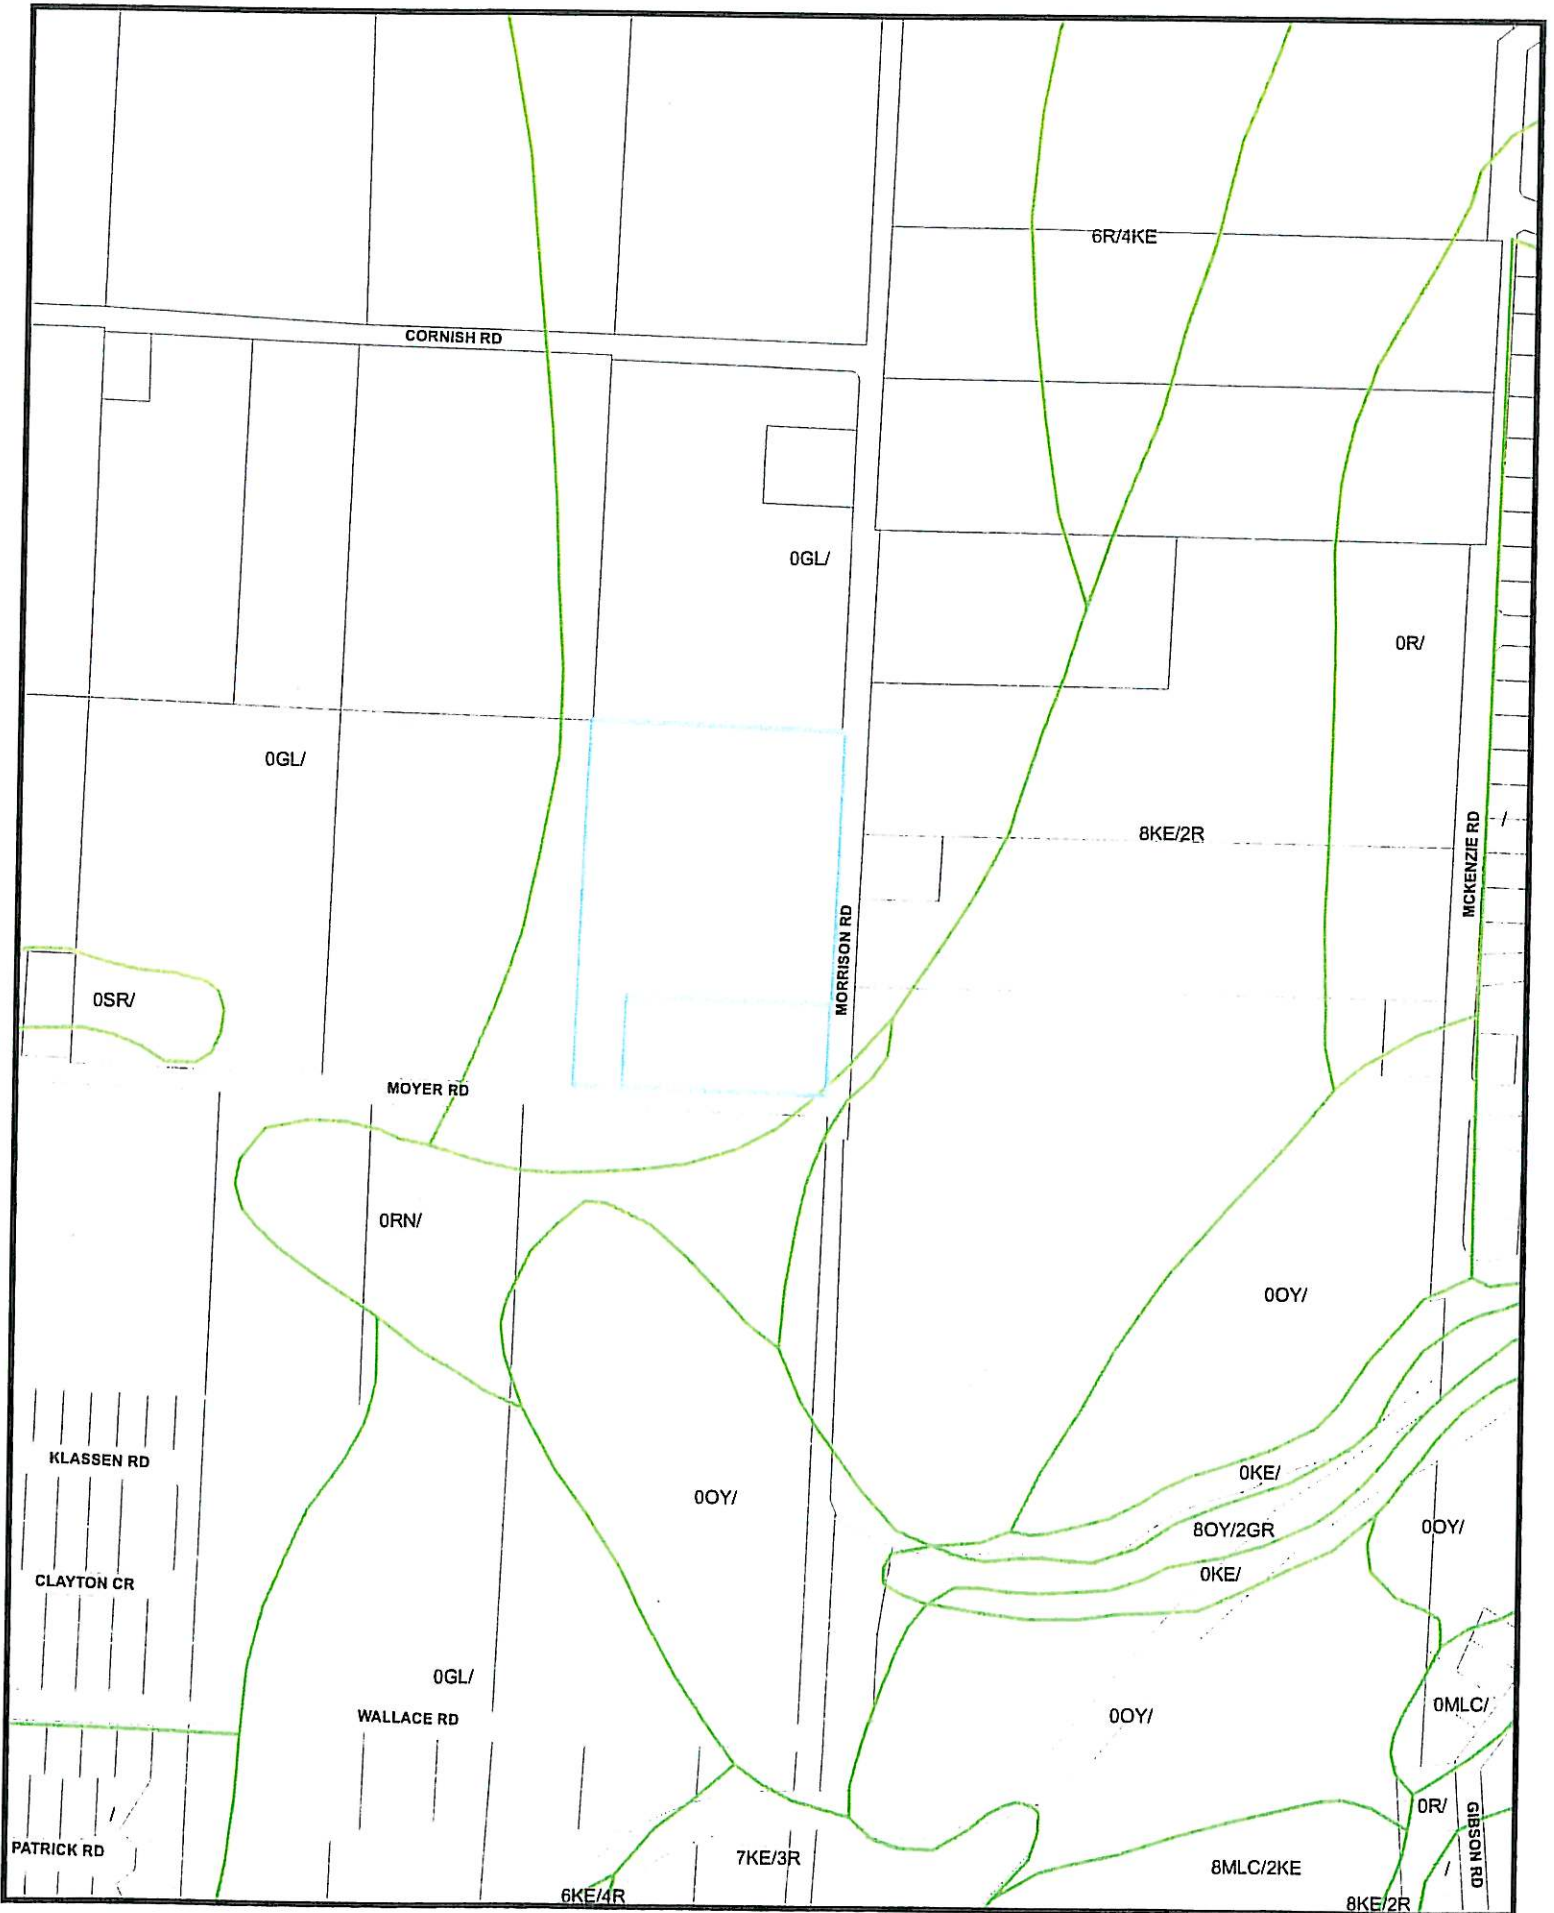 6R/4KE
CORNISH RD
0GL/
0R/
0GL/
8KE/2R
MCKENZIE RD
/
MORRISON RD
0SR/
MOYER RD
0RN/
0OY/
KLASSEN RD
0KE/
0OY/
8OY/2GR
0OY/
0KE/
CLAYTON CR
0GL/
0MLC/
WALLACE RD
0OY/
0R/
/
GIBSON RD
PATRICK RD
7KE/3R
8MLC/2KE
/
6KE/4R
8KE/2R